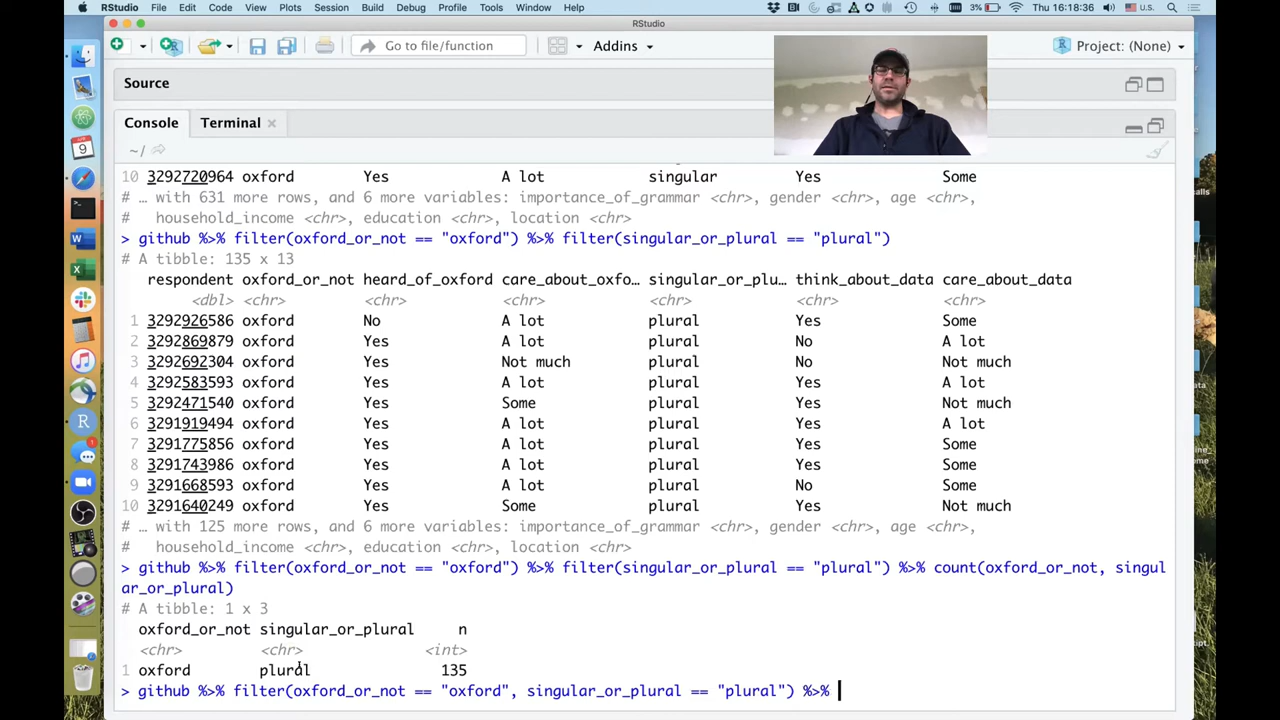 RStudio File Edit Code View Plots Session Build Debug Profile Tools Window Help 3% U.S. Thu 16:18:36
RStudio
Go to file/function Addins Project: (None)
Source
Console Terminal
~/
10 3292720964 oxford Yes A lot singular Yes Some
# … with 631 more rows, and 6 more variables: importance_of_grammar <chr>, gender <chr>, age <chr>,
# household_income <chr>, education <chr>, location <chr>
> github %>% filter(oxford_or_not == "oxford") %>% filter(singular_or_plural == "plural")
# A tibble: 135 x 13
respondent oxford_or_not heard_of_oxford care_about_oxfo… singular_or_plu… think_about_data care_about_data
<dbl> <chr> <chr> <chr> <chr> <chr> <chr>
1 3292926586 oxford No A lot plural Yes Some
2 3292869879 oxford Yes A lot plural No A lot
3 3292692304 oxford Yes Not much plural No Not much
4 3292583593 oxford Yes A lot plural Yes A lot
5 3292471540 oxford Yes Some plural Yes Not much
6 3291919494 oxford Yes A lot plural Yes A lot
7 3291775856 oxford Yes A lot plural Yes Some
8 3291743986 oxford Yes A lot plural Yes Some
9 3291668593 oxford Yes A lot plural No Some
10 3291640249 oxford Yes Some plural Yes Not much
# … with 125 more rows, and 6 more variables: importance_of_grammar <chr>, gender <chr>, age <chr>,
# household_income <chr>, education <chr>, location <chr>
> github %>% filter(oxford_or_not == "oxford") %>% filter(singular_or_plural == "plural") %>% count(oxford_or_not, singul
ar_or_plural)
# A tibble: 1 x 3
oxford_or_not singular_or_plural n
<chr> <chr> <int>
1 oxford plural 135
> github %>% filter(oxford_or_not == "oxford", singular_or_plural == "plural") %>%